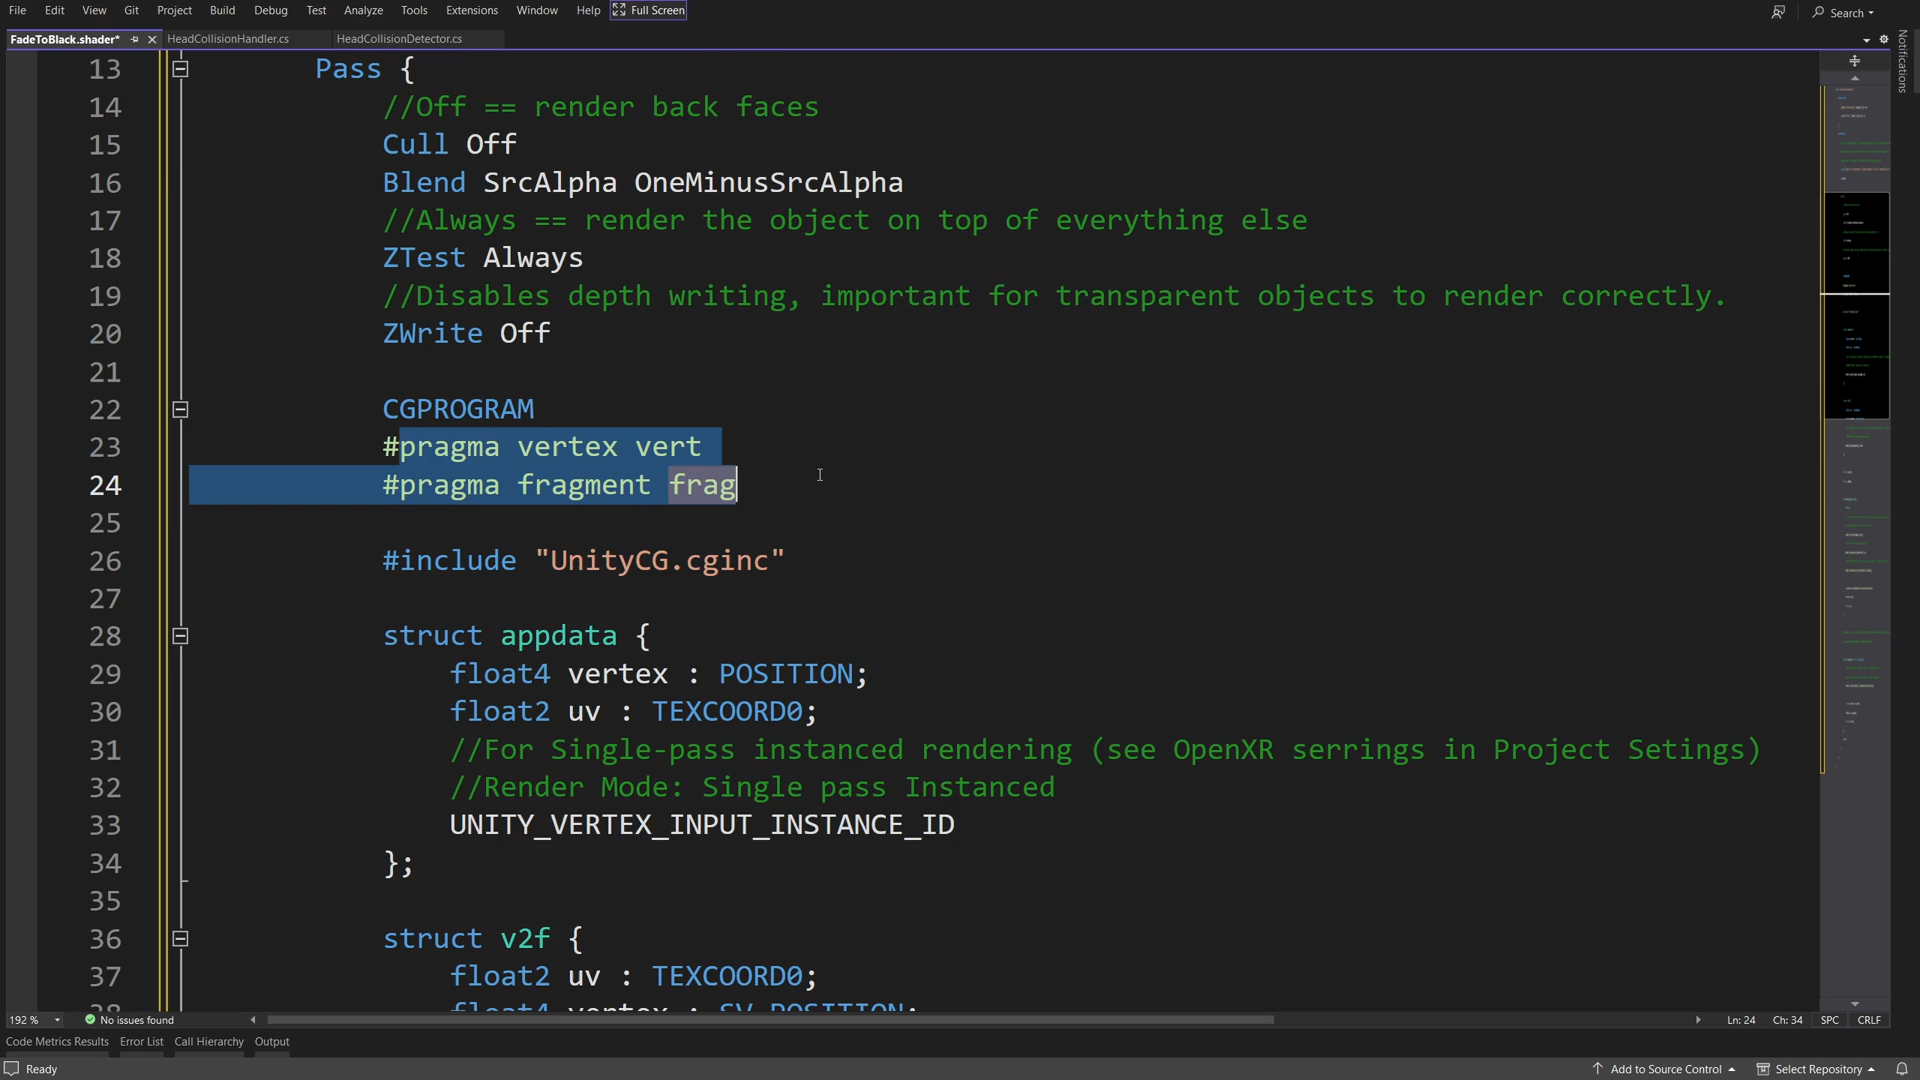 File Edit View Git Project Build Debug Test Analyze Tools Extensions Window Help Full Screen Search
FadeToBlack.shader* HeadCollisionHandler.cs HeadCollisionDetector.cs
Notifications
13 Pass {
14 //Off == render back faces
15 Cull Off
16 Blend SrcAlpha OneMinusSrcAlpha
17 //Always == render the object on top of everything else
18 ZTest Always
19 //Disables depth writing, important for transparent objects to render correctly.
20 ZWrite Off
21
22 CGPROGRAM
23 #pragma vertex vert
24 #pragma fragment frag
25
26 #include "UnityCG.cginc"
27
28 struct appdata {
29 float4 vertex : POSITION;
30 float2 uv : TEXCOORD0;
31 //For Single-pass instanced rendering (see OpenXR serrings in Project Setings)
32 //Render Mode: Single pass Instanced
33 UNITY_VERTEX_INPUT_INSTANCE_ID
34 };
35
36 struct v2f {
37 float2 uv : TEXCOORD0;
38 float4 vertex : SV_POSITION;
192 % No issues found Ln: 24 Ch: 34 SPC CRLF
Code Metrics Results Error List Call Hierarchy Output
Ready Add to Source Control Select Repository